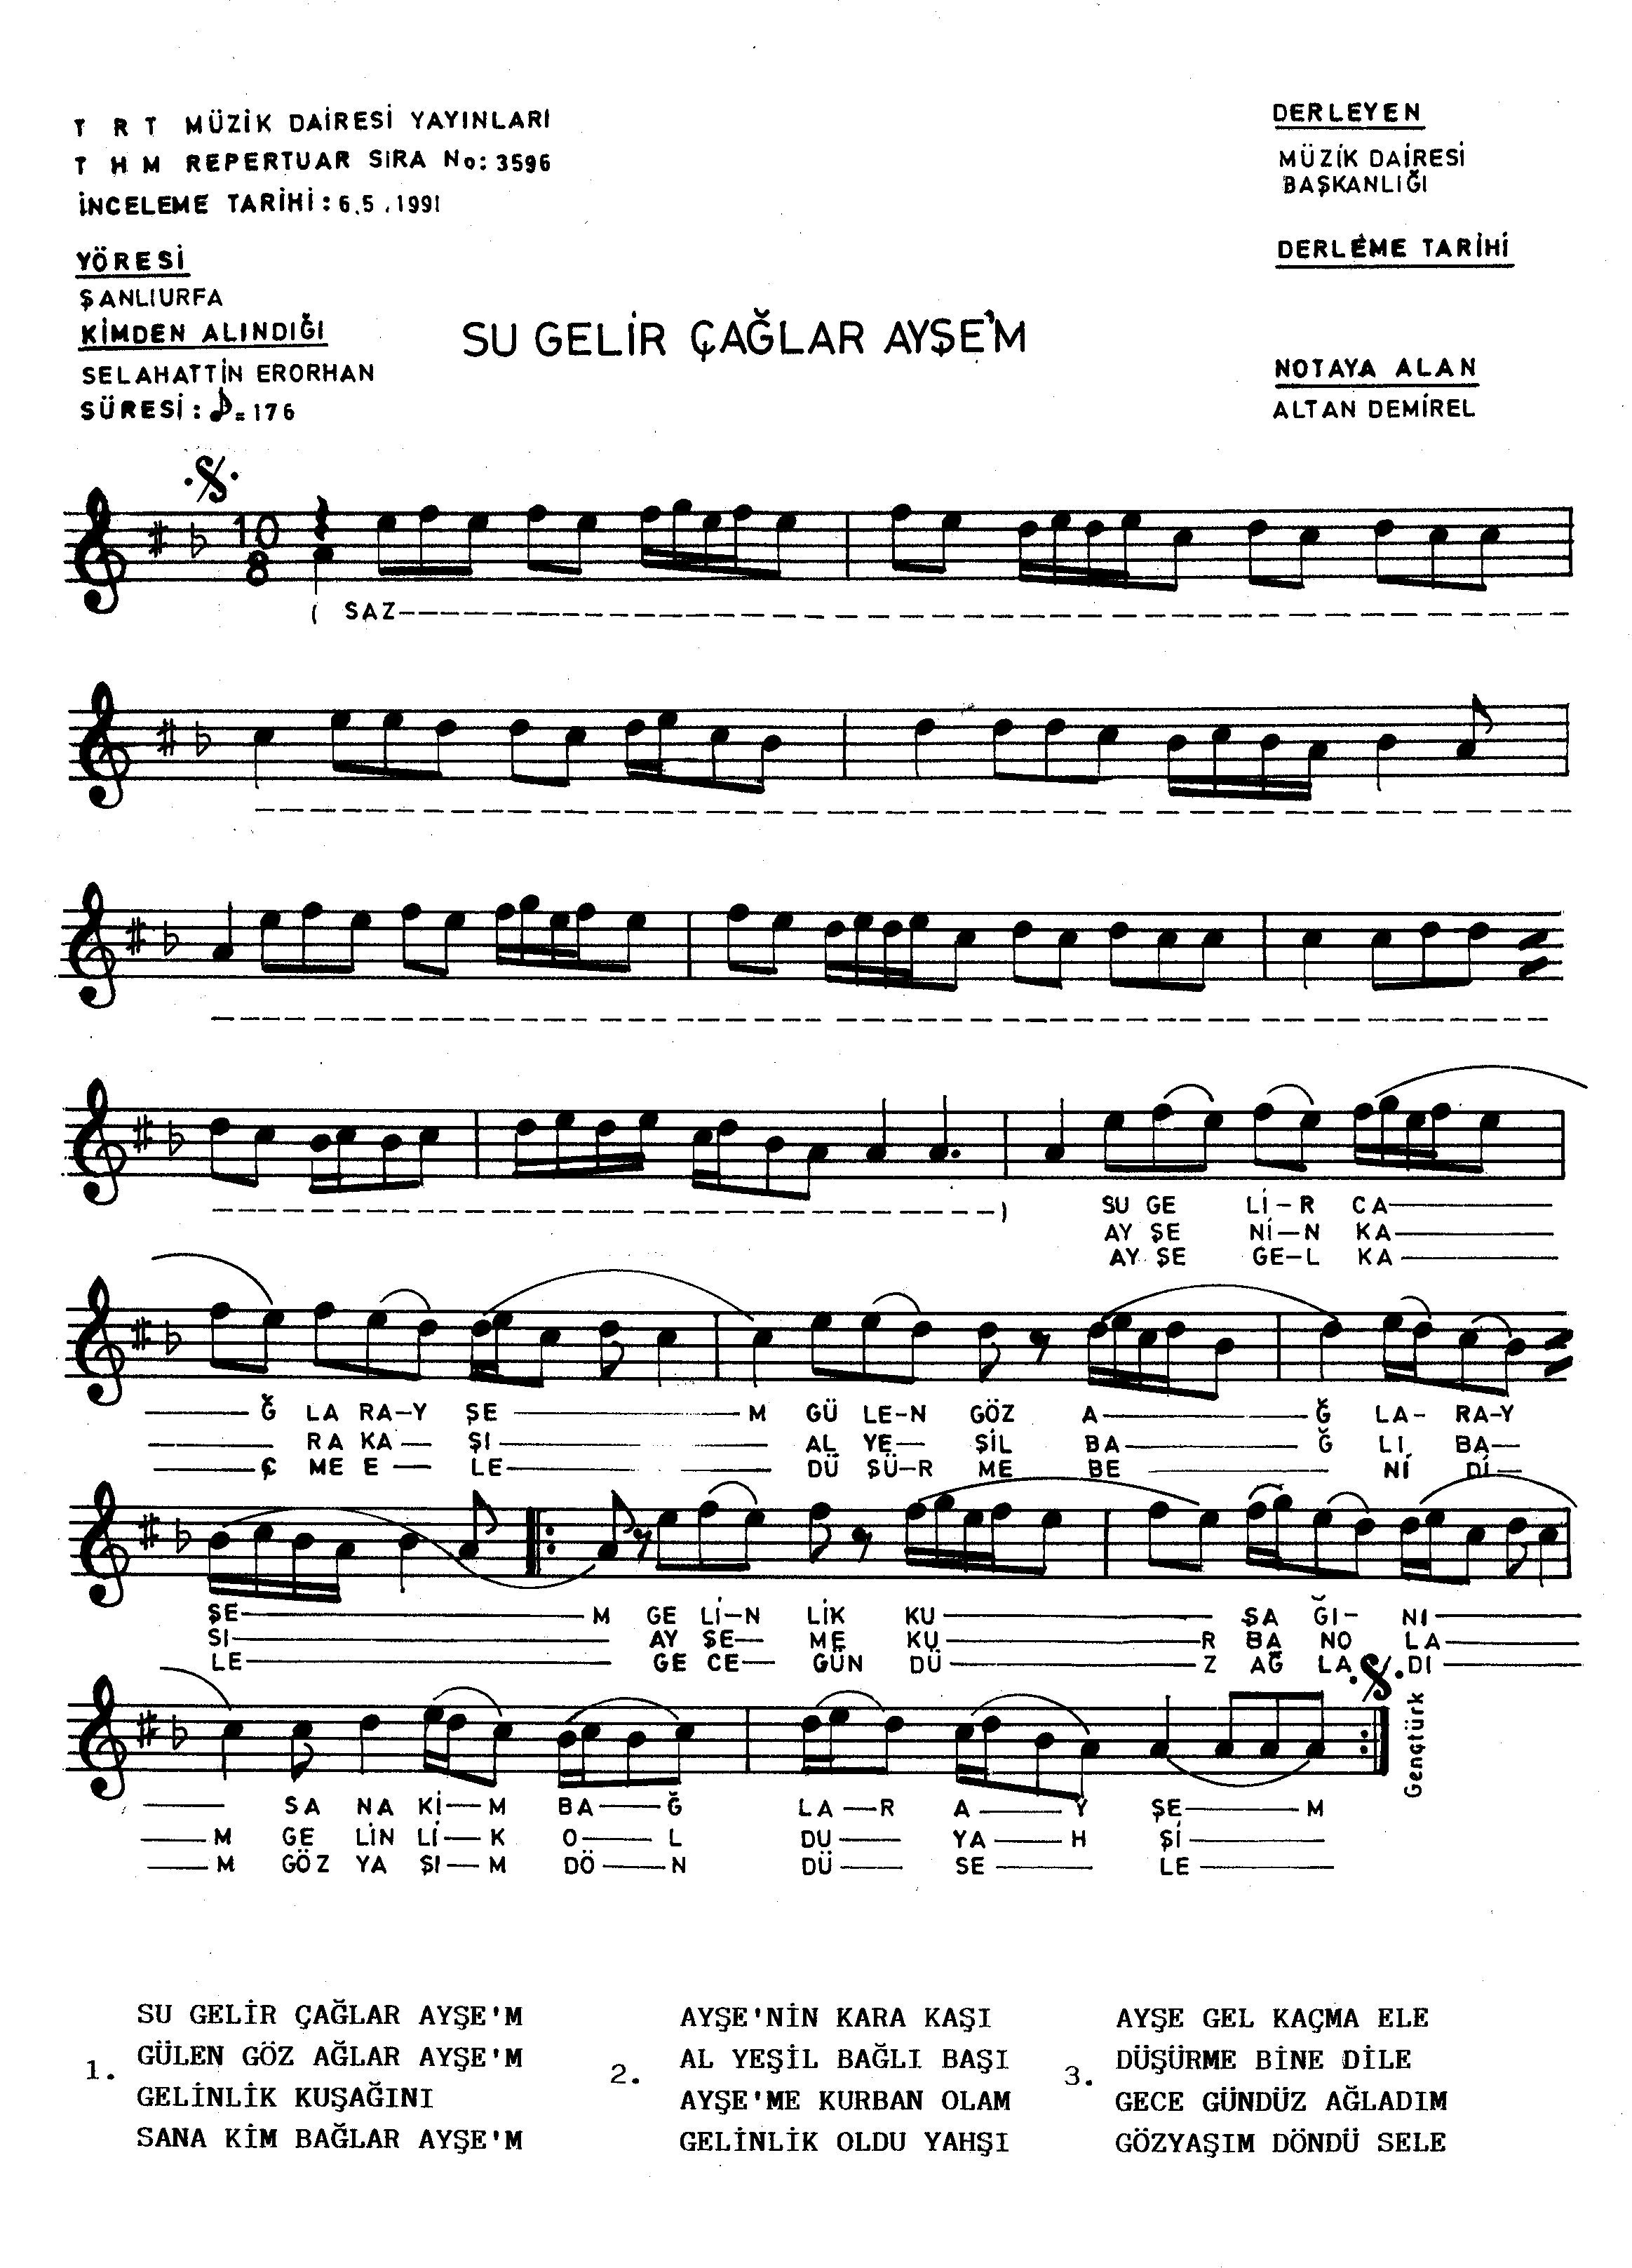 T R T MÜZİK DAİRESİ YAYINLARI
T H M REPERTUAR SIRA No: 3596
İNCELEME TARİHİ : 6.5.1991
YÖRESİ
ŞANLIURFA
KİMDEN ALINDIĞI
SELAHATTİN ERORHAN
SÜRESİ : ♪=176
SU GELİR ÇAĞLAR AYŞE'M
DERLEYEN
MÜZİK DAİRESİ
BAŞKANLIĞI
DERLEME TARİHİ
NOTAYA ALAN
ALTAN DEMİREL
10
8
( SAZ------------------------
------------------------
------------------------
------------------------)
SU GE Lİ-R CA—
AY ŞE Nİ—N KA—
AY ŞE GE-L KA—
—Ğ LA RA-Y ŞE —M GÜ LE-N GÖZ A—Ğ LA- RA-Y
— RA KA— ŞI— AL YE— ŞİL BA—Ğ LI BA—
—Ç ME E — LE— DÜ ŞÜ-R ME BE — Nİ Dİ—
ŞE—M GE Lİ-N LİK KU — ŞA ĞI- NI—
ŞI— AY ŞE— ME KU—R BA NO LA—
LE— GE CE— GÜN DÜ—Z AĞ LA DI—
— SA NA Kİ—M BA—Ğ LA—R A—Y ŞE—M
—M GE LİN Lİ—K O—L DU— YA—H Şİ—
—M GÖZ YA ŞI—M DÖ—N DÜ— SE— LE—
Gençtürk
1.
SU GELİR ÇAĞLAR AYŞE'M
GÜLEN GÖZ AĞLAR AYŞE'M
GELİNLİK KUŞAĞINI
SANA KİM BAĞLAR AYŞE'M
2.
AYŞE'NİN KARA KAŞI
AL YEŞİL BAĞLI BAŞI
AYŞE'ME KURBAN OLAM
GELİNLİK OLDU YAHŞI
3.
AYŞE GEL KAÇMA ELE
DÜŞÜRME BİNE DİLE
GECE GÜNDÜZ AĞLADIM
GÖZYAŞIM DÖNDÜ SELE